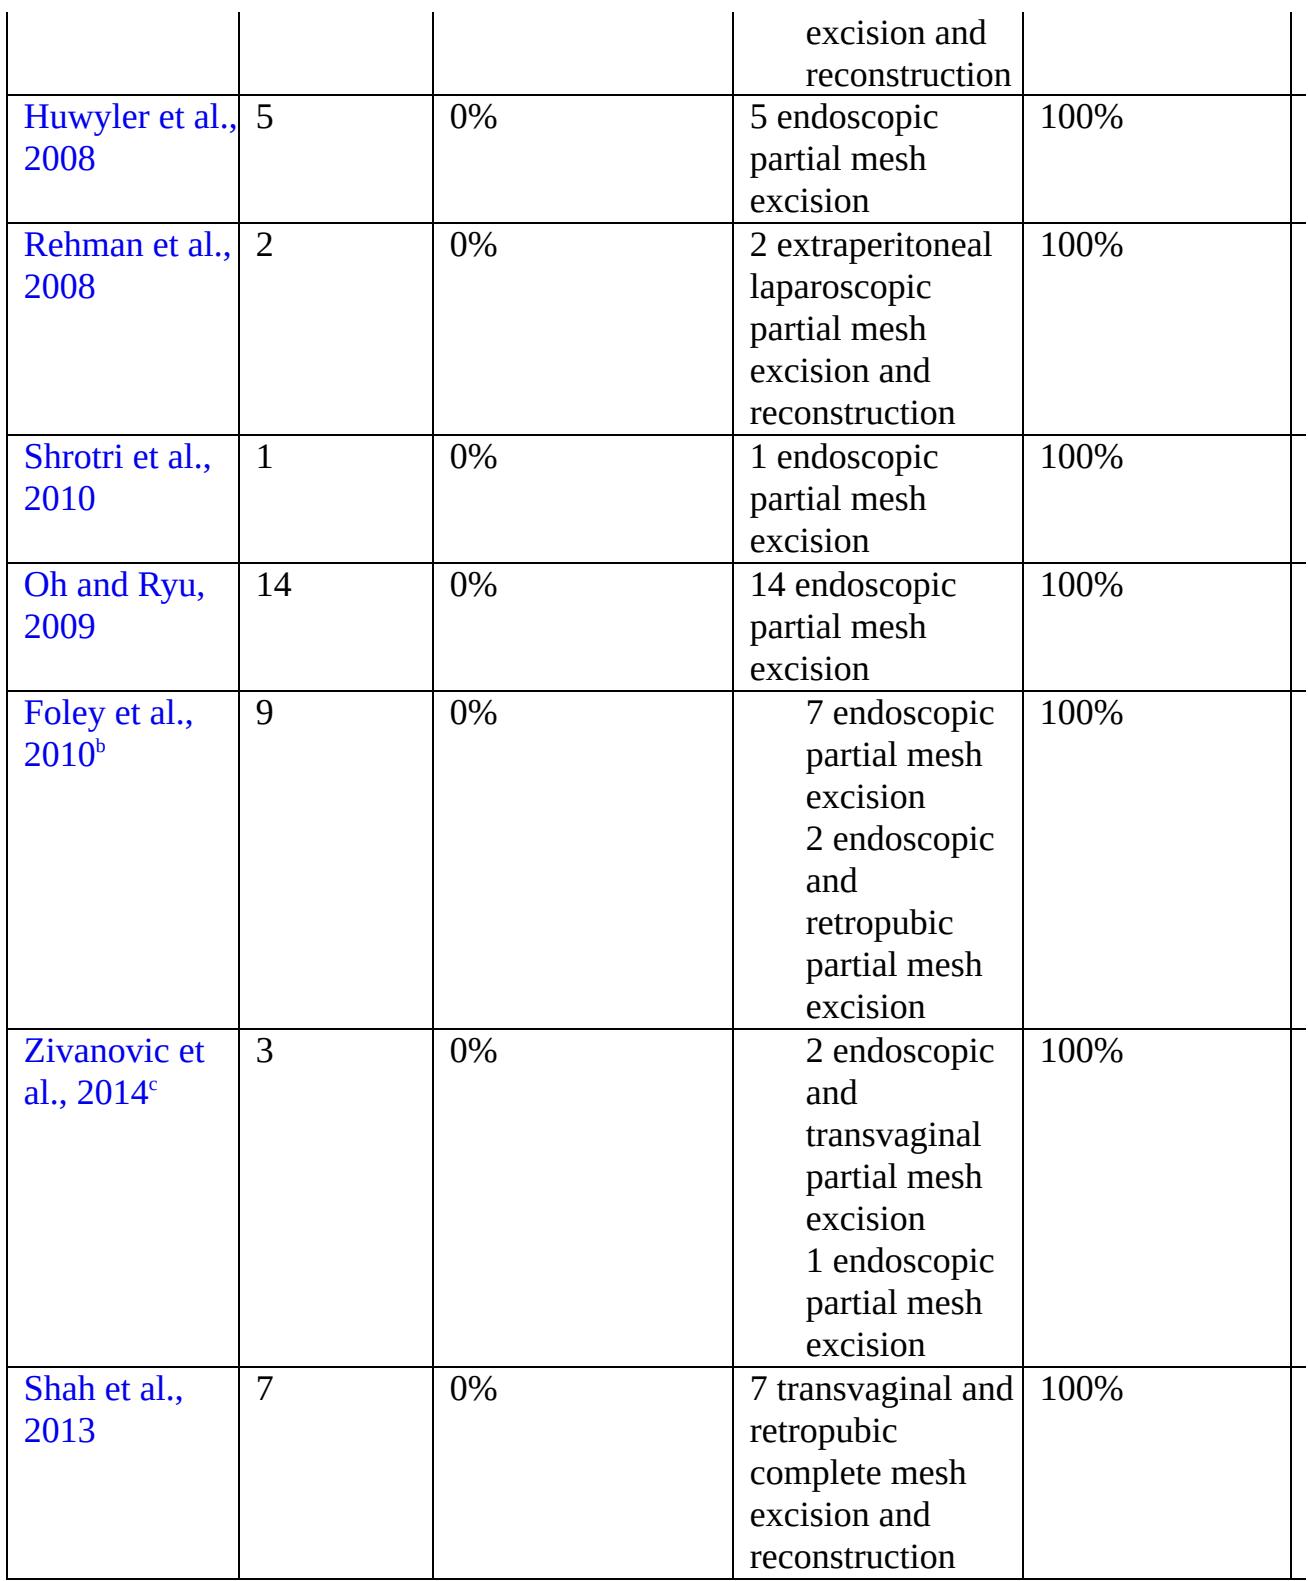 excision and
reconstruction
Huwyler et al., 5 0% 5 endoscopic 100%
2008 partial mesh
excision
Rehman et al., 2 0% 2 extraperitoneal 100%
2008 laparoscopic
partial mesh
excision and
reconstruction
Shrotri et al., 1 0% 1 endoscopic 100%
2010 partial mesh
excision
Oh and Ryu, 14 0% 14 endoscopic 100%
2009 partial mesh
excision
Foley et al., 9 0% 7 endoscopic 100%
2010b partial mesh
excision
2 endoscopic
and
retropubic
partial mesh
excision
Zivanovic et 3 0% 2 endoscopic 100%
al., 2014c and
transvaginal
partial mesh
excision
1 endoscopic
partial mesh
excision
Shah et al., 7 0% 7 transvaginal and 100%
2013 retropubic
complete mesh
excision and
reconstruction